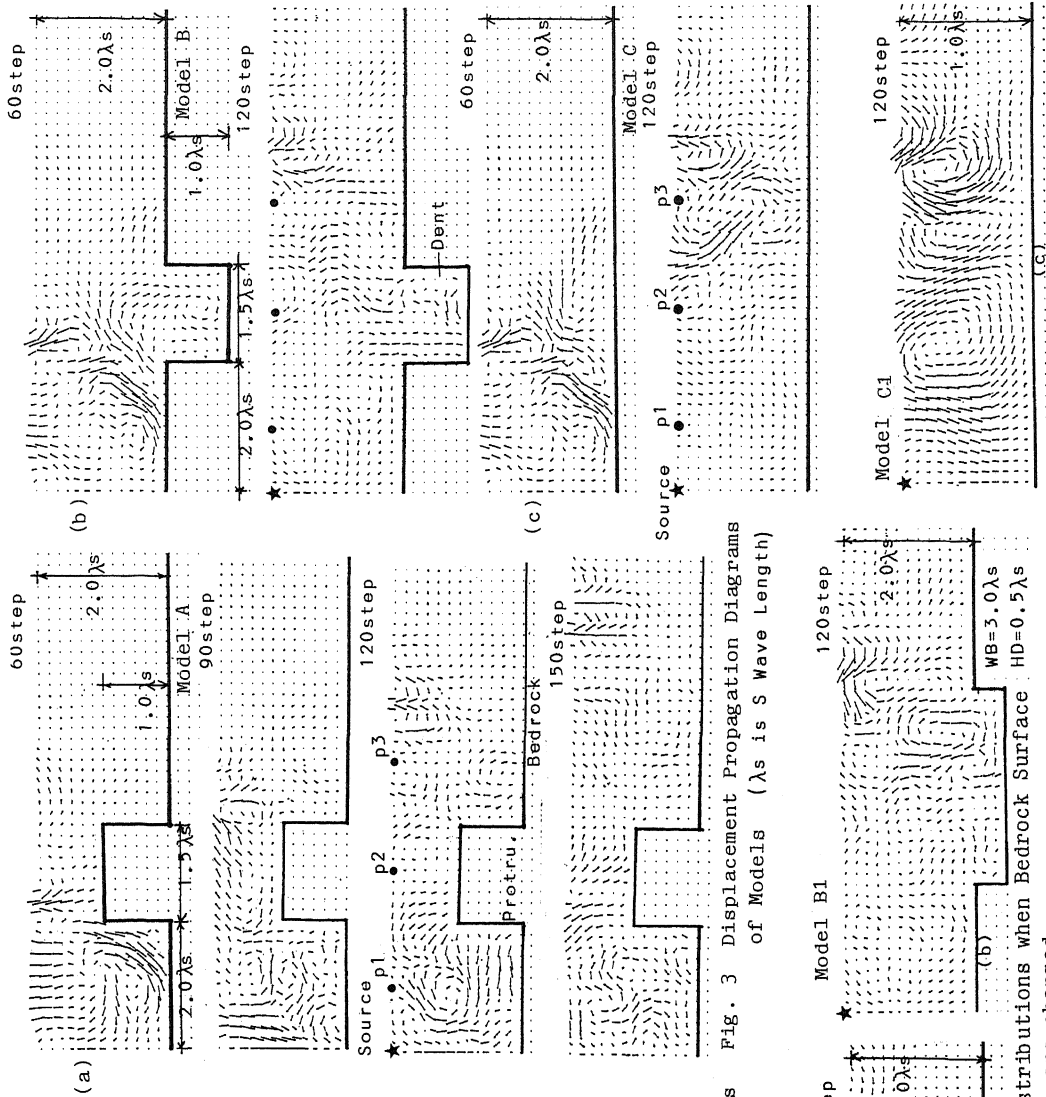 (a)
60step
2.0λs
1.0λs
Model A
2.0λs
1.5λs
90step
120step
Source
p1
p2
p3
Protru.
Bedrock
150step
Fig. 3 Displacement Propagation Diagrams
of Models (λs is S Wave Length)
(b)
60step
2.0λs
1.0λs
Model B
2.0λs
1.5λs
120step
Dent
(c)
60step
2.0λs
Model C
120step
Source
p1
p2
p3
Model B1
120step
2.0λs
WB=3.0λs
HD=0.5λs
(b)
Model C1
120step
1.0λs
(c)
ep
0λs
s
stributions when Bedrock Surface